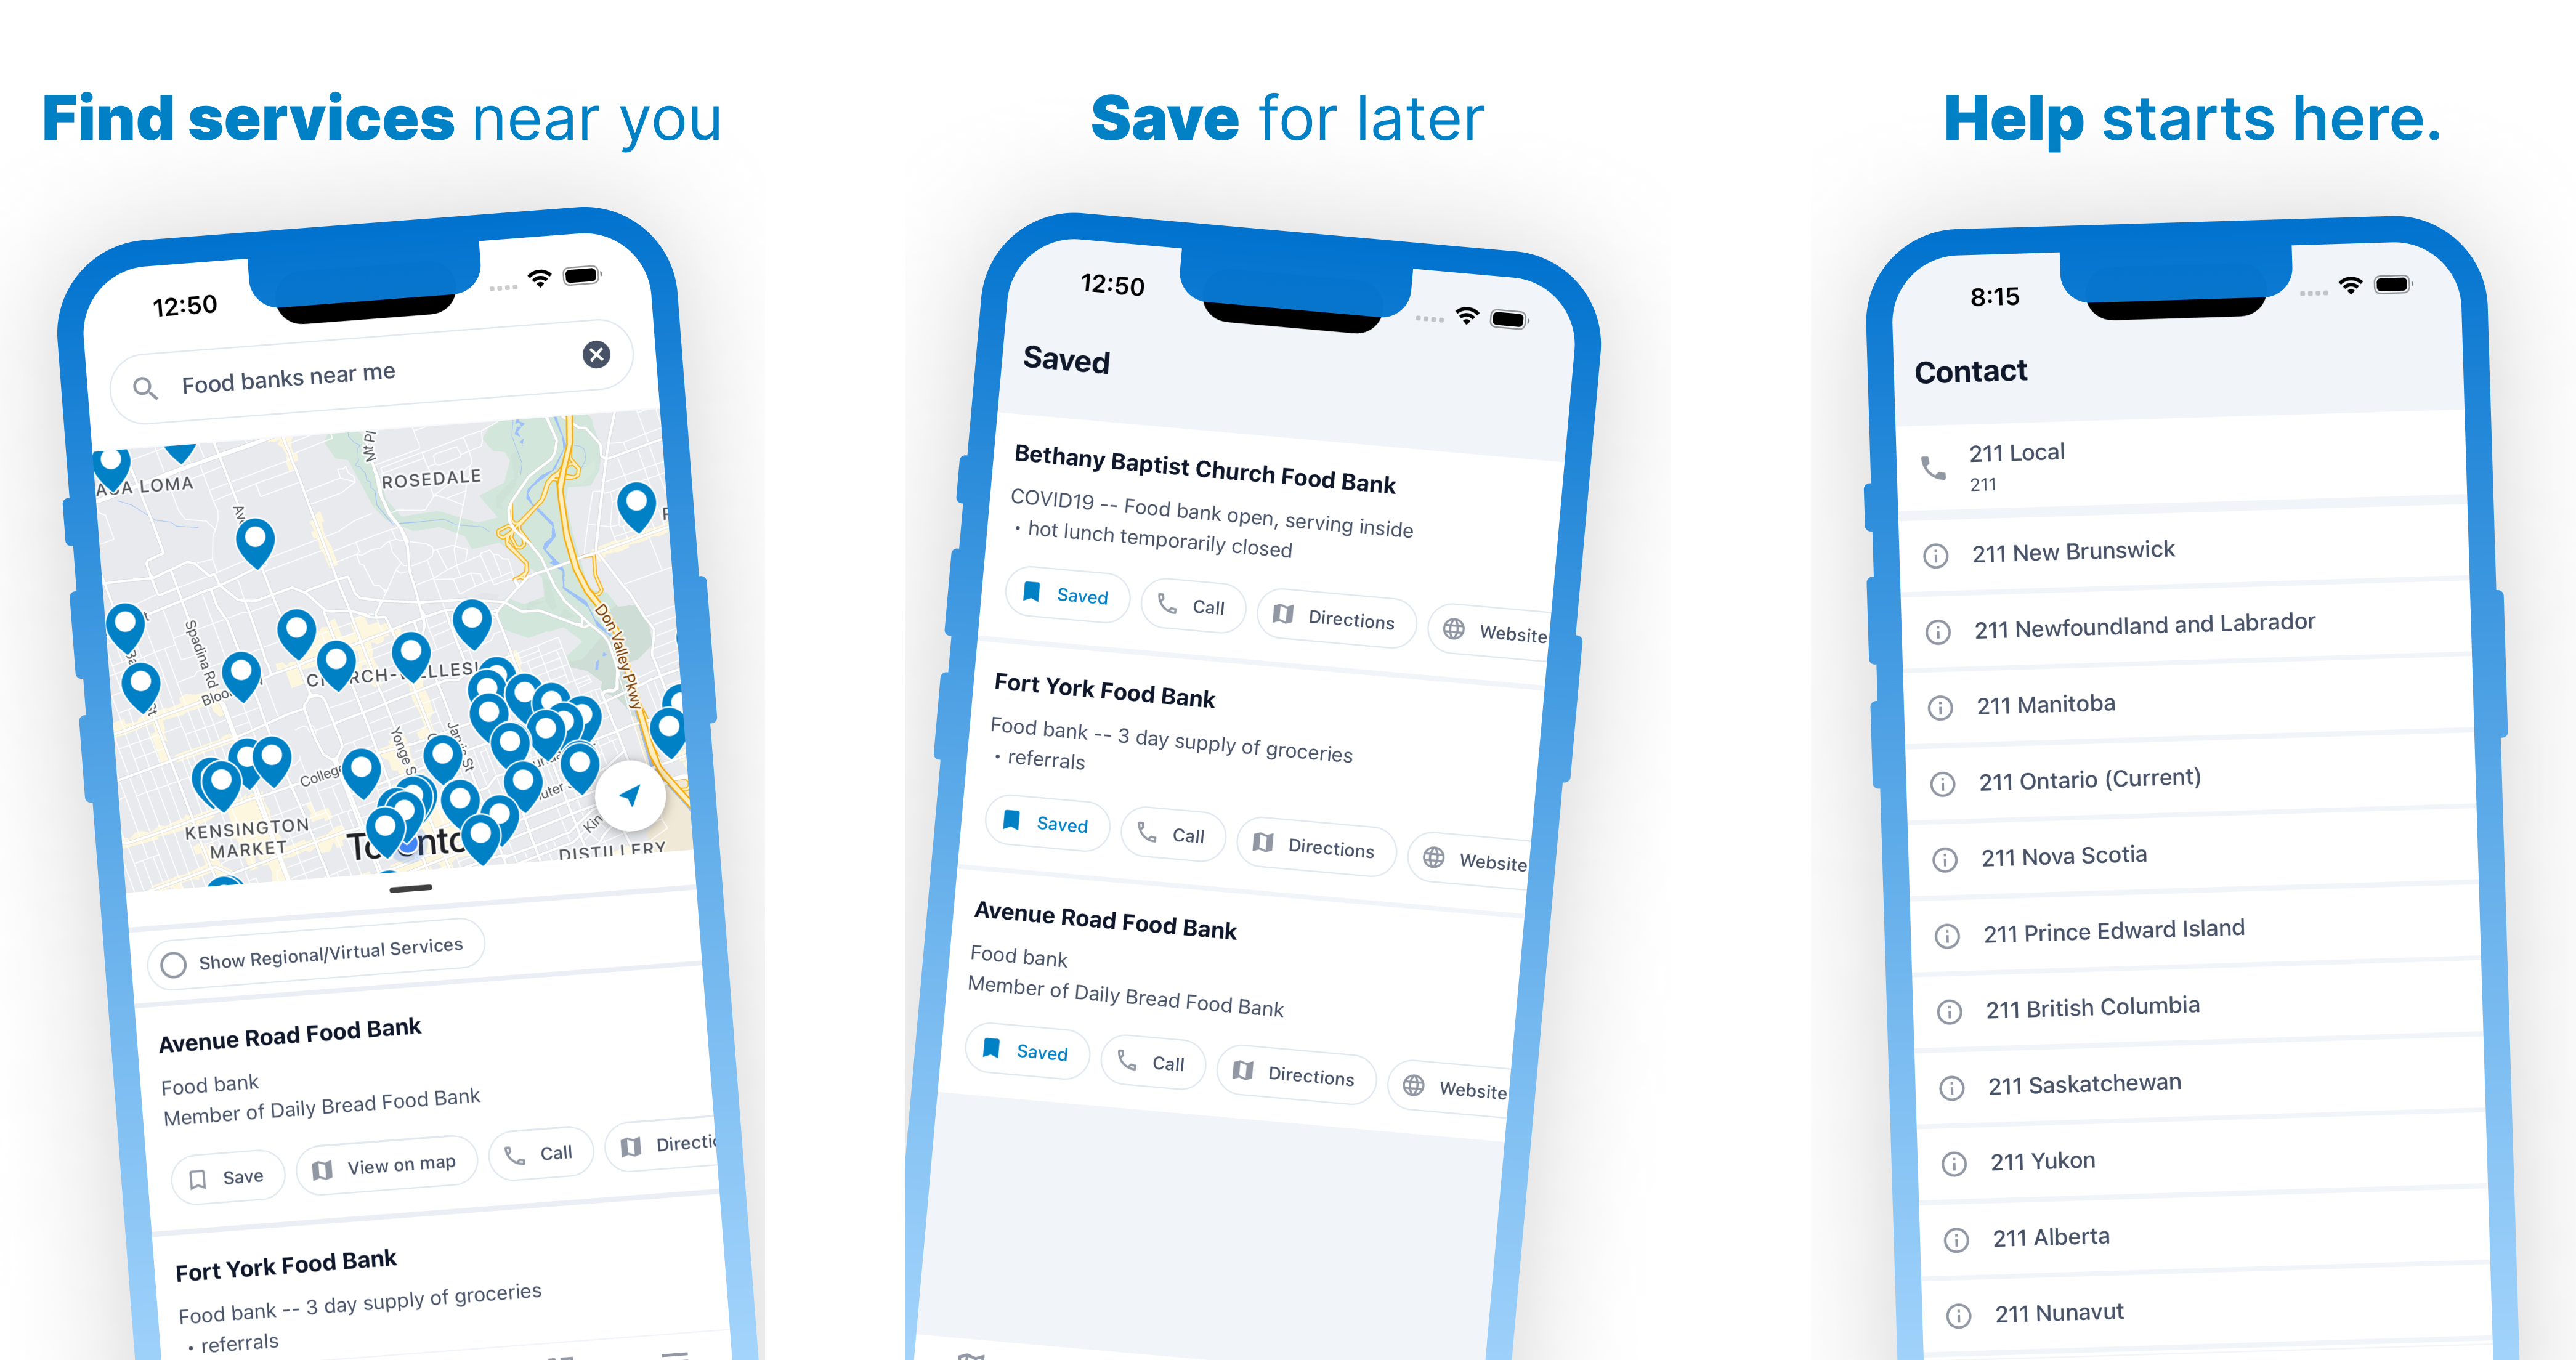 Find services near you
12:50
Food banks near me
ROSEDALE
Spadina Rd
Don Valley Pkwy
College
Yonge S
KENSINGTON
MARKET
DISTILLERY
Show Regional/Virtual Services
Avenue Road Food Bank
Food bank
Member of Daily Bread Food Bank
Save
View on map
Call
Fort York Food Bank
Food bank -- 3 day supply of groceries
• referrals
Save for later
12:50
Saved
Bethany Baptist Church Food Bank
COVID19 -- Food bank open, serving inside
• hot lunch temporarily closed
Saved
Call
Directions
Website
Fort York Food Bank
Food bank -- 3 day supply of groceries
• referrals
Saved
Call
Directions
Website
Avenue Road Food Bank
Food bank
Member of Daily Bread Food Bank
Saved
Call
Directions
Website
Help starts here.
8:15
Contact
211 Local
211
211 New Brunswick
211 Newfoundland and Labrador
211 Manitoba
211 Ontario (Current)
211 Nova Scotia
211 Prince Edward Island
211 British Columbia
211 Saskatchewan
211 Yukon
211 Alberta
211 Nunavut